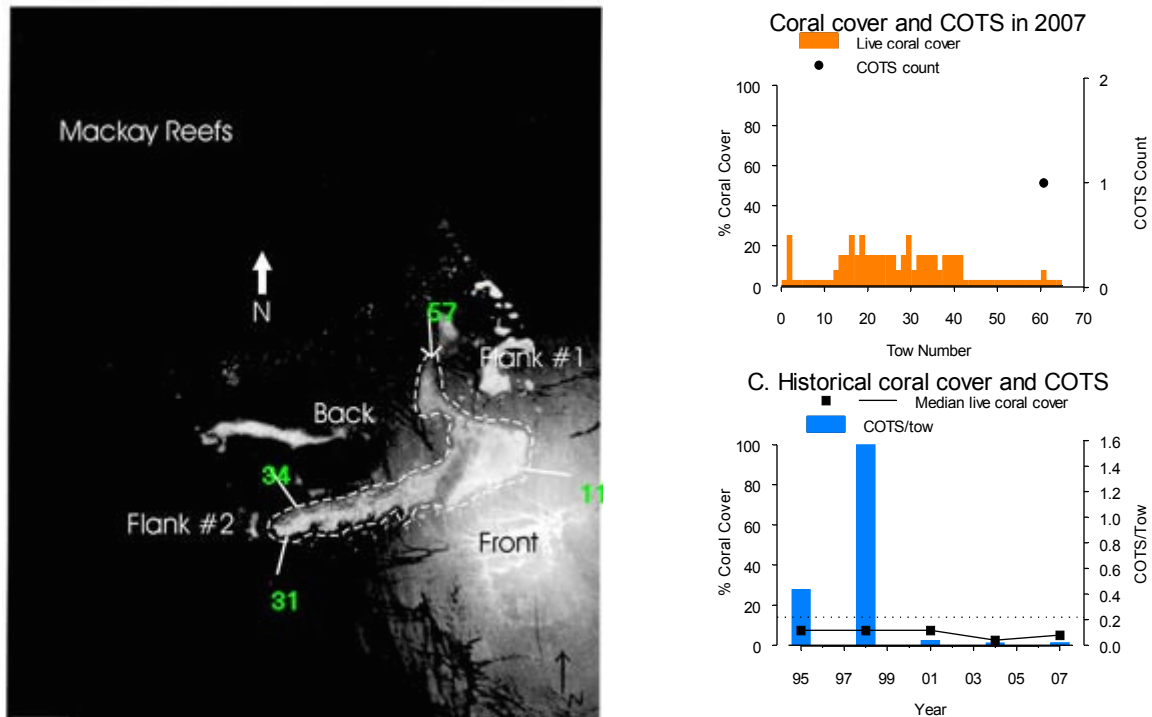 Mackay Reefs
N
57
Flank #1
Back
34
11
Flank #2
Front
31
N
Coral cover and COTS in 2007
Live coral cover
COTS count
100
80
60
40
20
0
% Coral Cover
2
1
0
COTS Count
0 10 20 30 40 50 60 70
Tow Number
C. Historical coral cover and COTS
Median live coral cover
COTS/tow
100
80
60
40
20
0
% Coral Cover
1.6
1.4
1.2
1.0
0.8
0.6
0.4
0.2
0.0
COTS/Tow
95 97 99 01 03 05 07
Year